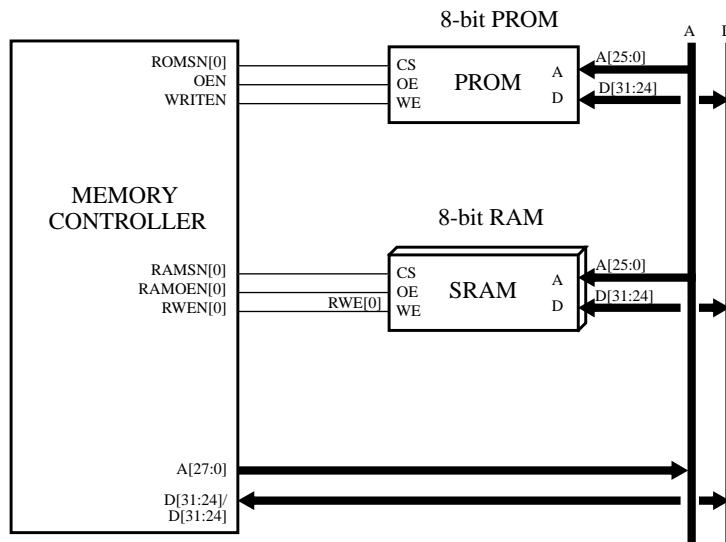 8-bit PROM
A
ROMSN[0]
OEN
WRITEN
CS
OE
WE
PROM
A
D
A[25:0]
D[31:24]
MEMORY
CONTROLLER
8-bit RAM
RAMSN[0]
RAMOEN[0]
RWEN[0]
RWE[0]
CS
OE
WE
SRAM
A
D
A[25:0]
D[31:24]
A[27:0]
D[31:24]/
D[31:24]